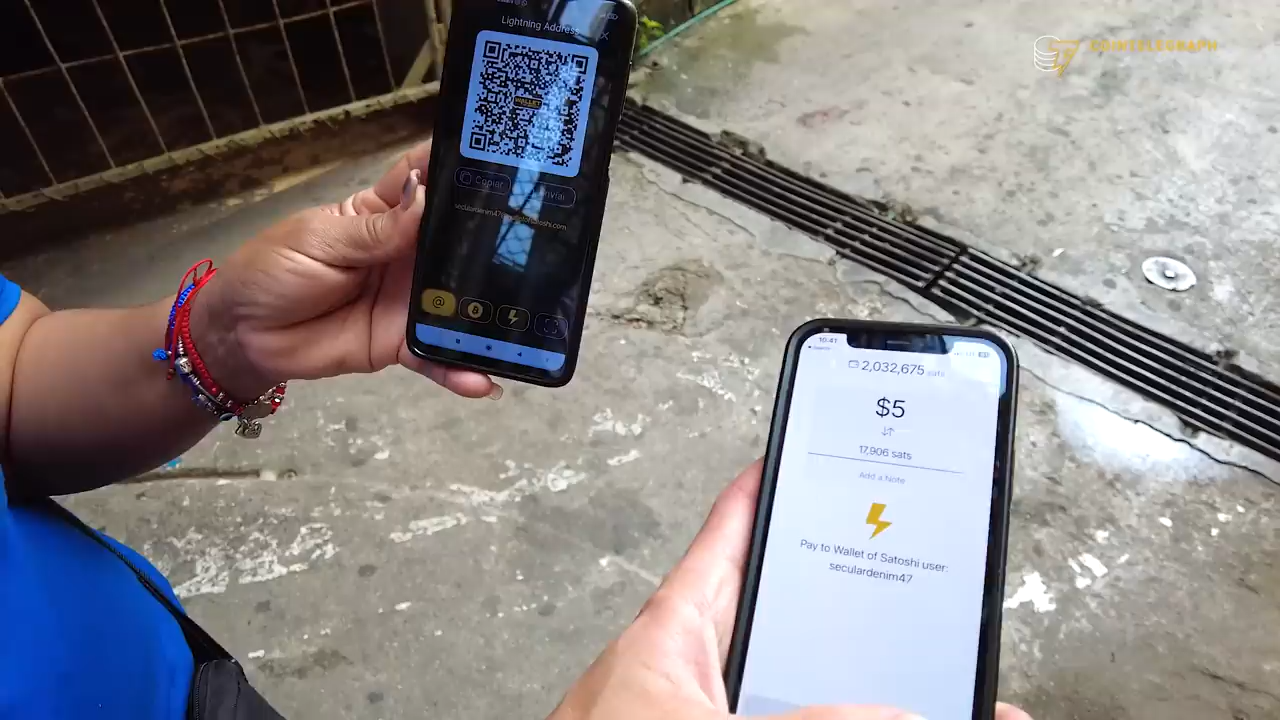 Lightning Address
WALLET
Copiar
Enviar
COINTELEGRAPH
10:41
2,032,675 sats
$5
17,906 sats
Add a Note
Pay to Wallet of Satoshi user:
seculardenim47